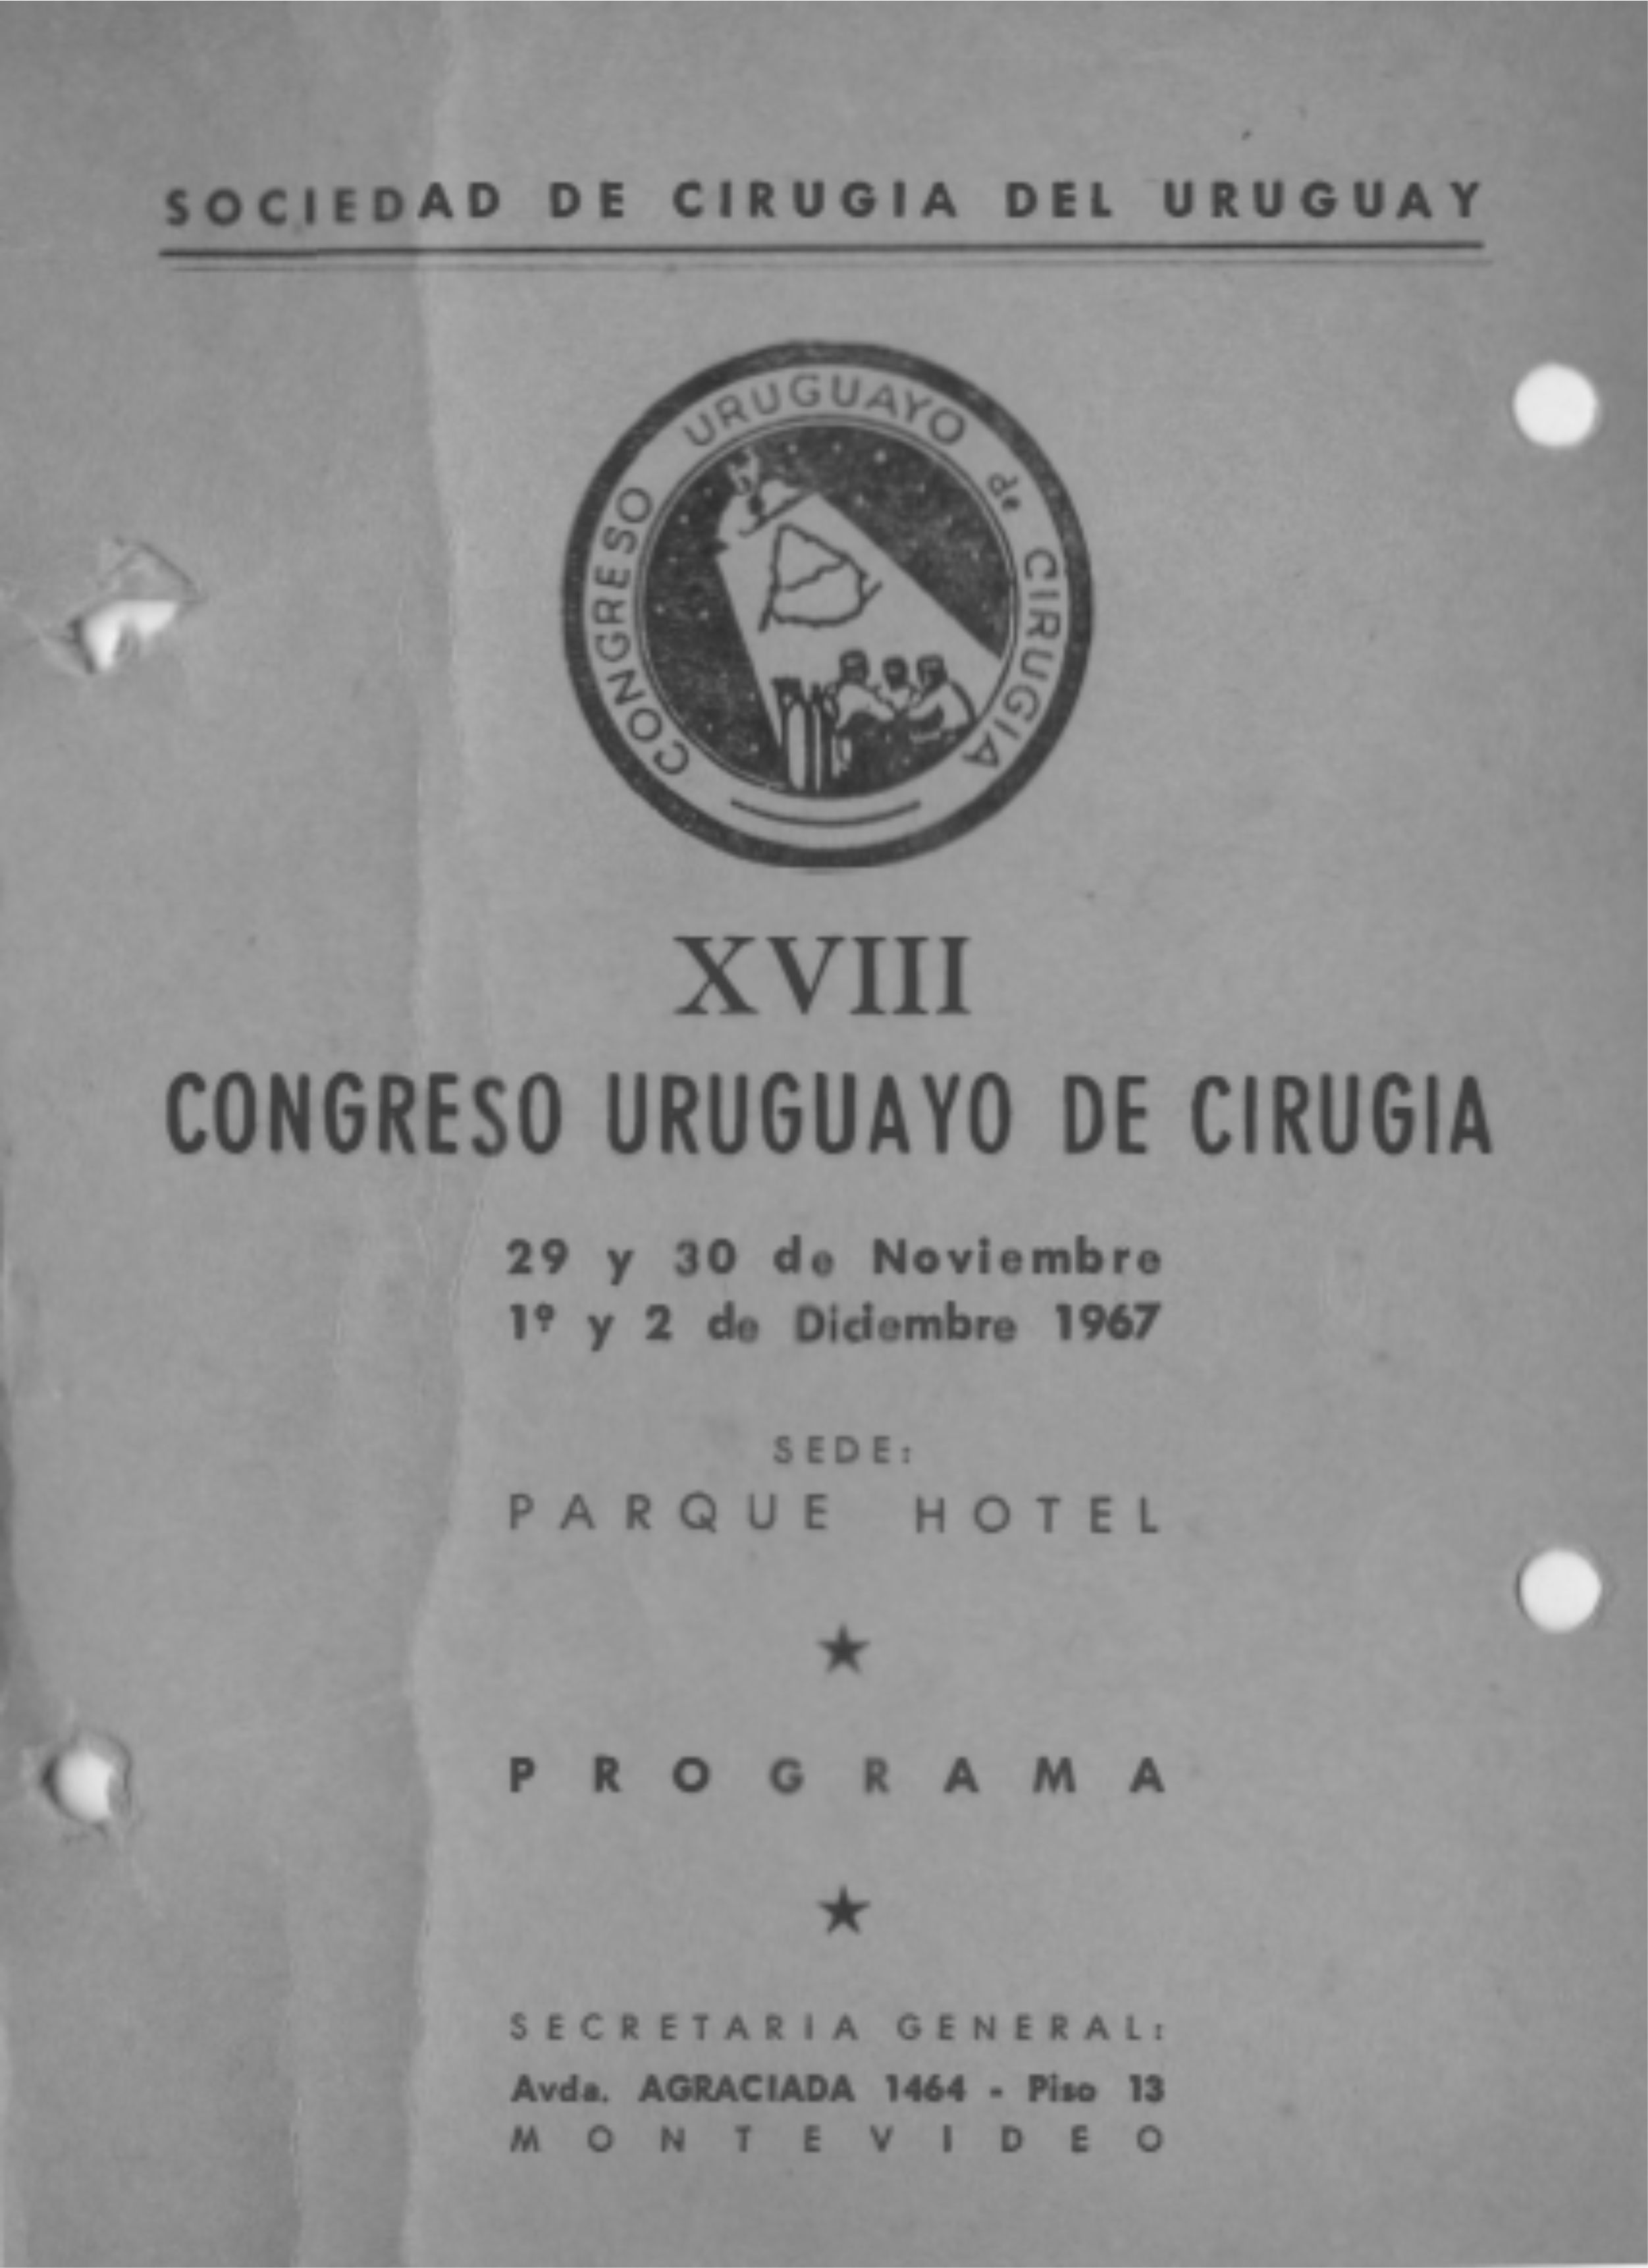 SOCIEDAD DE CIRUGIA DEL URUGUAY
CONGRESO URUGUAYO de CIRUGIA
XVIII
CONGRESO URUGUAYO DE CIRUGIA
29 y 30 de Noviembre
1º y 2 de Diciembre 1967
SEDE:
PARQUE HOTEL
PROGRAMA
SECRETARIA GENERAL:
Avda. AGRACIADA 1464 - Piso 13
MONTEVIDEO